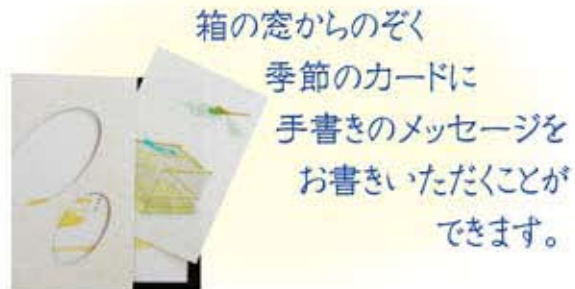 箱の窓からのぞく
季節のカードに
手書きのメッセージを
お書きいただくことが
できます。